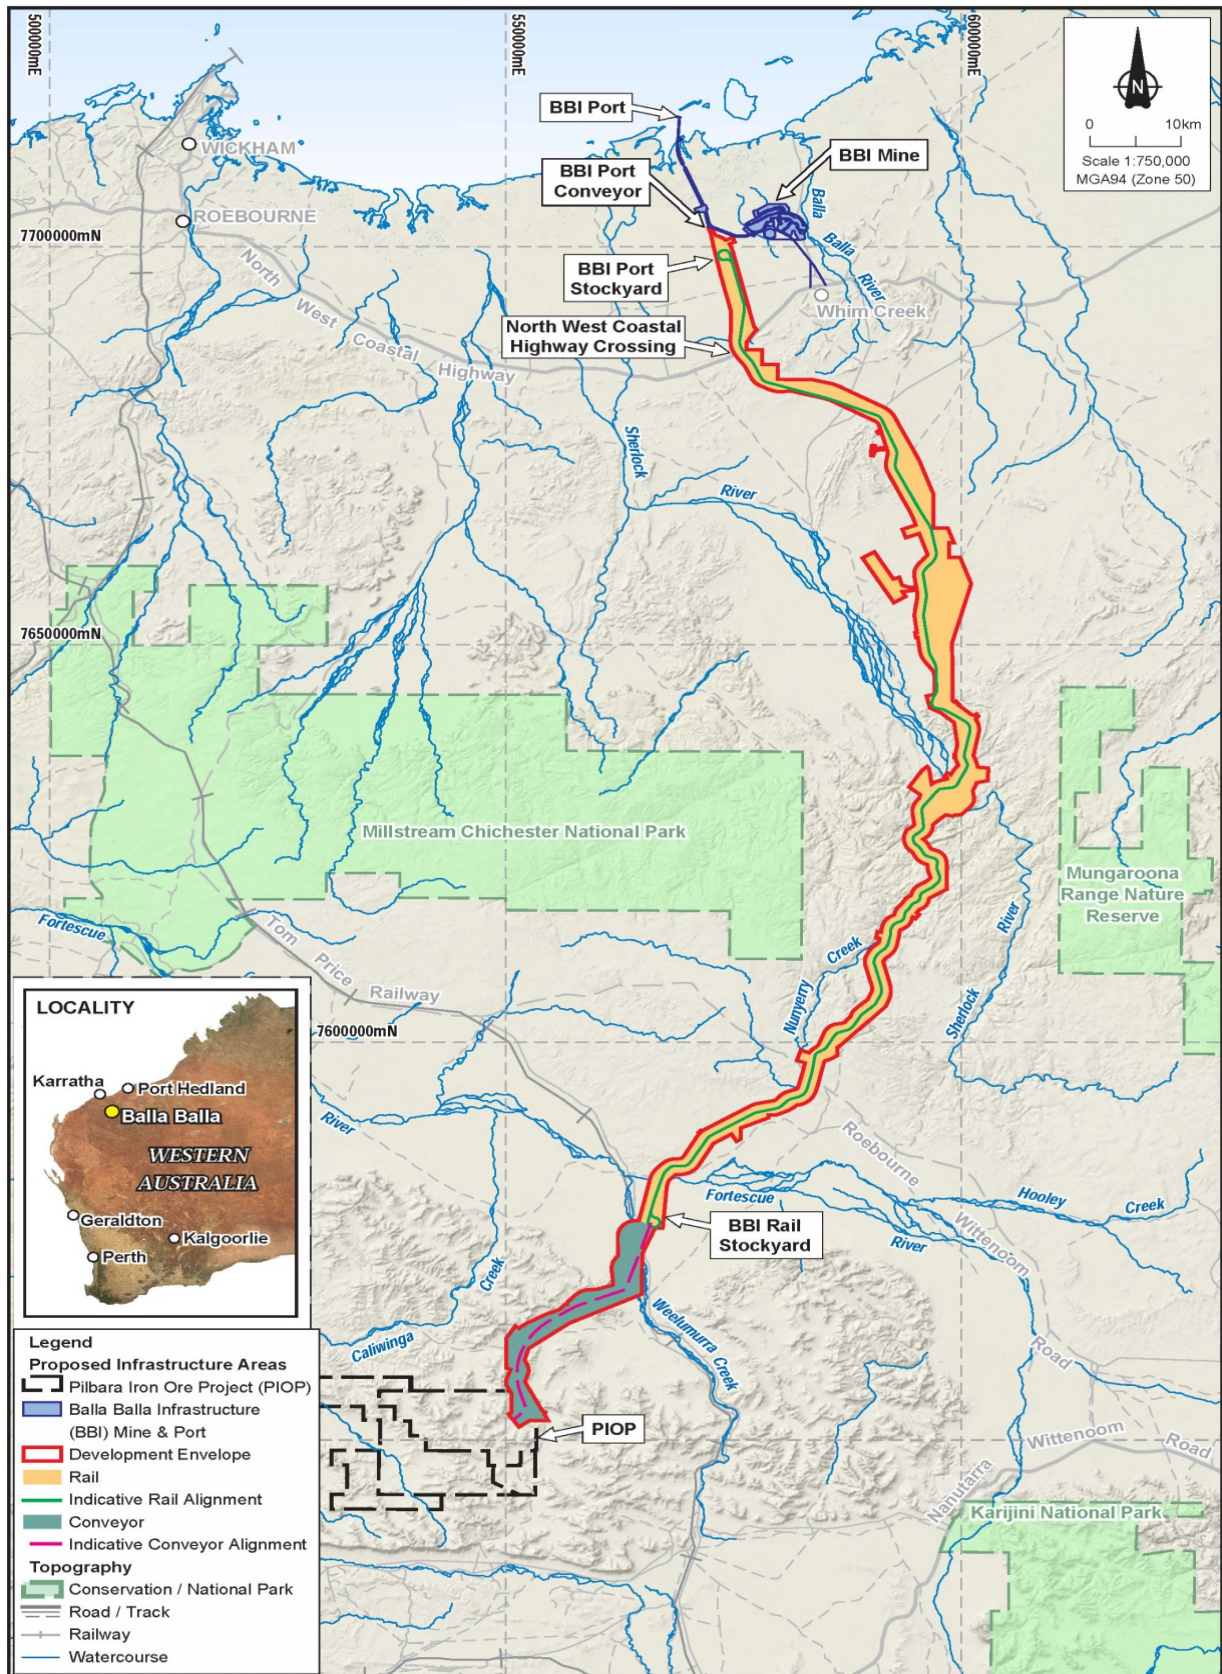 500000mE
550000mE
600000mE
N
0 10km
Scale 1:750,000
MGA94 (Zone 50)
BBI Port
BBI Mine
WICKHAM
BBI Port
Conveyor
Balla
Balla
River
ROEBOURNE
7700000mN
BBI Port
Stockyard
North
West
Coastal
Highway
Whim Creek
North West Coastal
Highway Crossing
Sherlock
River
7650000mN
Millstream Chichester National Park
Mungaroona
Range Nature
Reserve
Fortescue
Tom
Price
Railway
Nunyerry
Creek
River
Sherlock
7600000mN
LOCALITY
Karratha
Port Hedland
Balla Balla
WESTERN
AUSTRALIA
Geraldton
Kalgoorlie
Perth
River
Roebourne
Wittenoom
Road
Fortescue
River
Hooley
Creek
BBI Rail
Stockyard
Creek
Caliwinga
Weelumurra Creek
PIOP
Nanutarra
Wittenoom
Road
Karijini National Park
Legend
Proposed Infrastructure Areas
Pilbara Iron Ore Project (PIOP)
Balla Balla Infrastructure
(BBI) Mine & Port
Development Envelope
Rail
Indicative Rail Alignment
Conveyor
Indicative Conveyor Alignment
Topography
Conservation / National Park
Road / Track
Railway
Watercourse